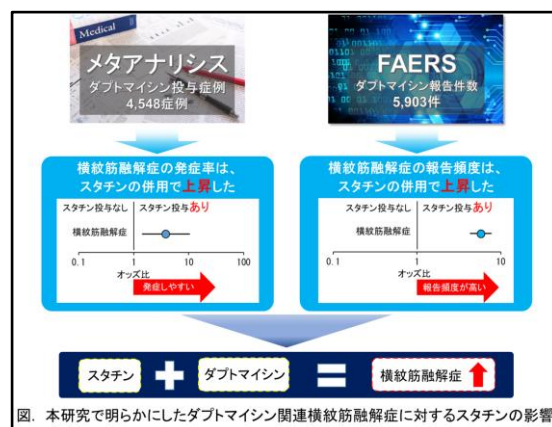 Medical
メタアナリシス
ダプトマイシン投与症例
4,548症例
FAERS
ダプトマイシン報告件数
5,903件
横紋筋融解症の発症率は、
スタチンの併用で上昇した
スタチン投与なし スタチン投与あり
横紋筋融解症
0.1 1 10 100
オッズ比
発症しやすい
横紋筋融解症の報告頻度は、
スタチンの併用で上昇した
スタチン投与なし スタチン投与あり
横紋筋融解症
0.1 1 10
オッズ比
報告頻度が高い
スタチン + ダプトマイシン = 横紋筋融解症
図. 本研究で明らかにしたダプトマイシン関連横紋筋融解症に対するスタチンの影響